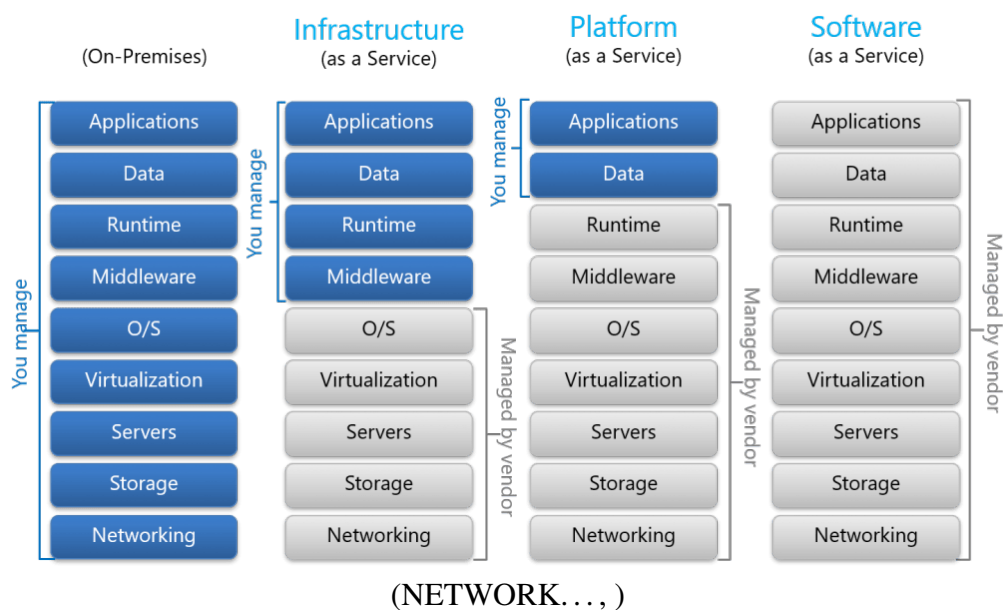 (On-Premises)
Infrastructure
(as a Service)
Platform
(as a Service)
Software
(as a Service)
You manage
Applications
Data
Runtime
Middleware
O/S
Virtualization
Servers
Storage
Networking
You manage
Applications
Data
Runtime
Middleware
O/S
Virtualization
Servers
Storage
Networking
Managed by vendor
You manage
Applications
Data
Runtime
Middleware
O/S
Virtualization
Servers
Storage
Networking
Managed by vendor
Applications
Data
Runtime
Middleware
O/S
Virtualization
Servers
Storage
Networking
Managed by vendor
(NETWORK..., )